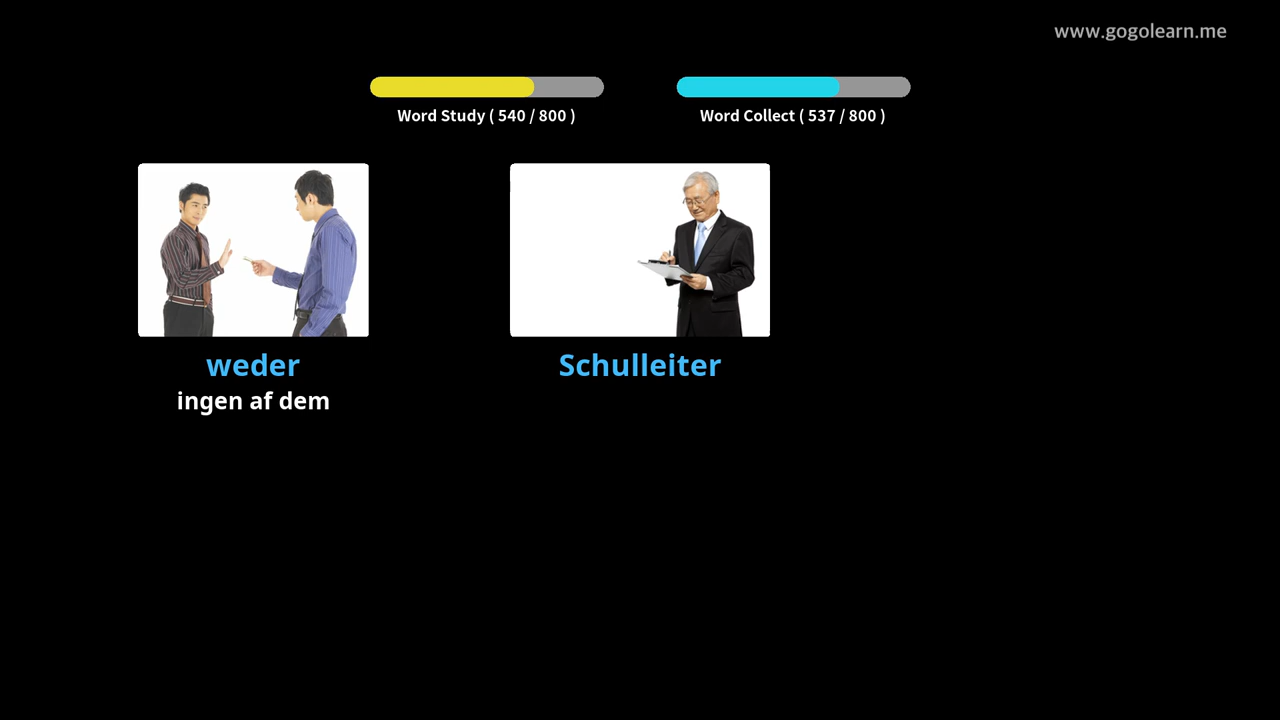 www.gogolearn.me
Word Study ( 540 / 800 )
Word Collect ( 537 / 800 )
weder
ingen af dem
Schulleiter